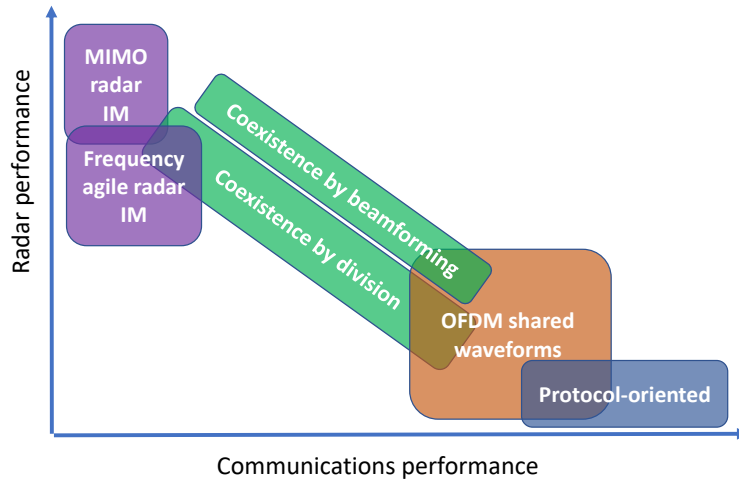 Radar performance
MIMO
radar
IM
Frequency
agile radar
IM
Coexistence by beamforming
Coexistence by division
OFDM shared
waveforms
Protocol-oriented
Communications performance